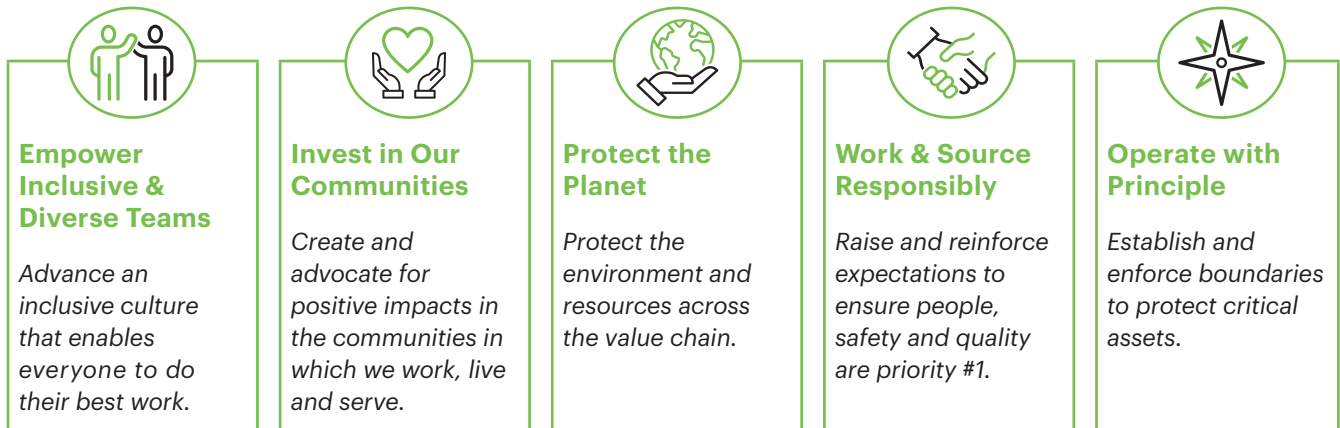 Empower
Inclusive &
Diverse Teams
Advance an
inclusive culture
that enables
everyone to do
their best work.
Invest in Our
Communities
Create and
advocate for
positive impacts in
the communities in
which we work, live
and serve.
Protect the
Planet
Protect the
environment and
resources across
the value chain.
Work & Source
Responsibly
Raise and reinforce
expectations to
ensure people,
safety and quality
are priority #1.
Operate with
Principle
Establish and
enforce boundaries
to protect critical
assets.